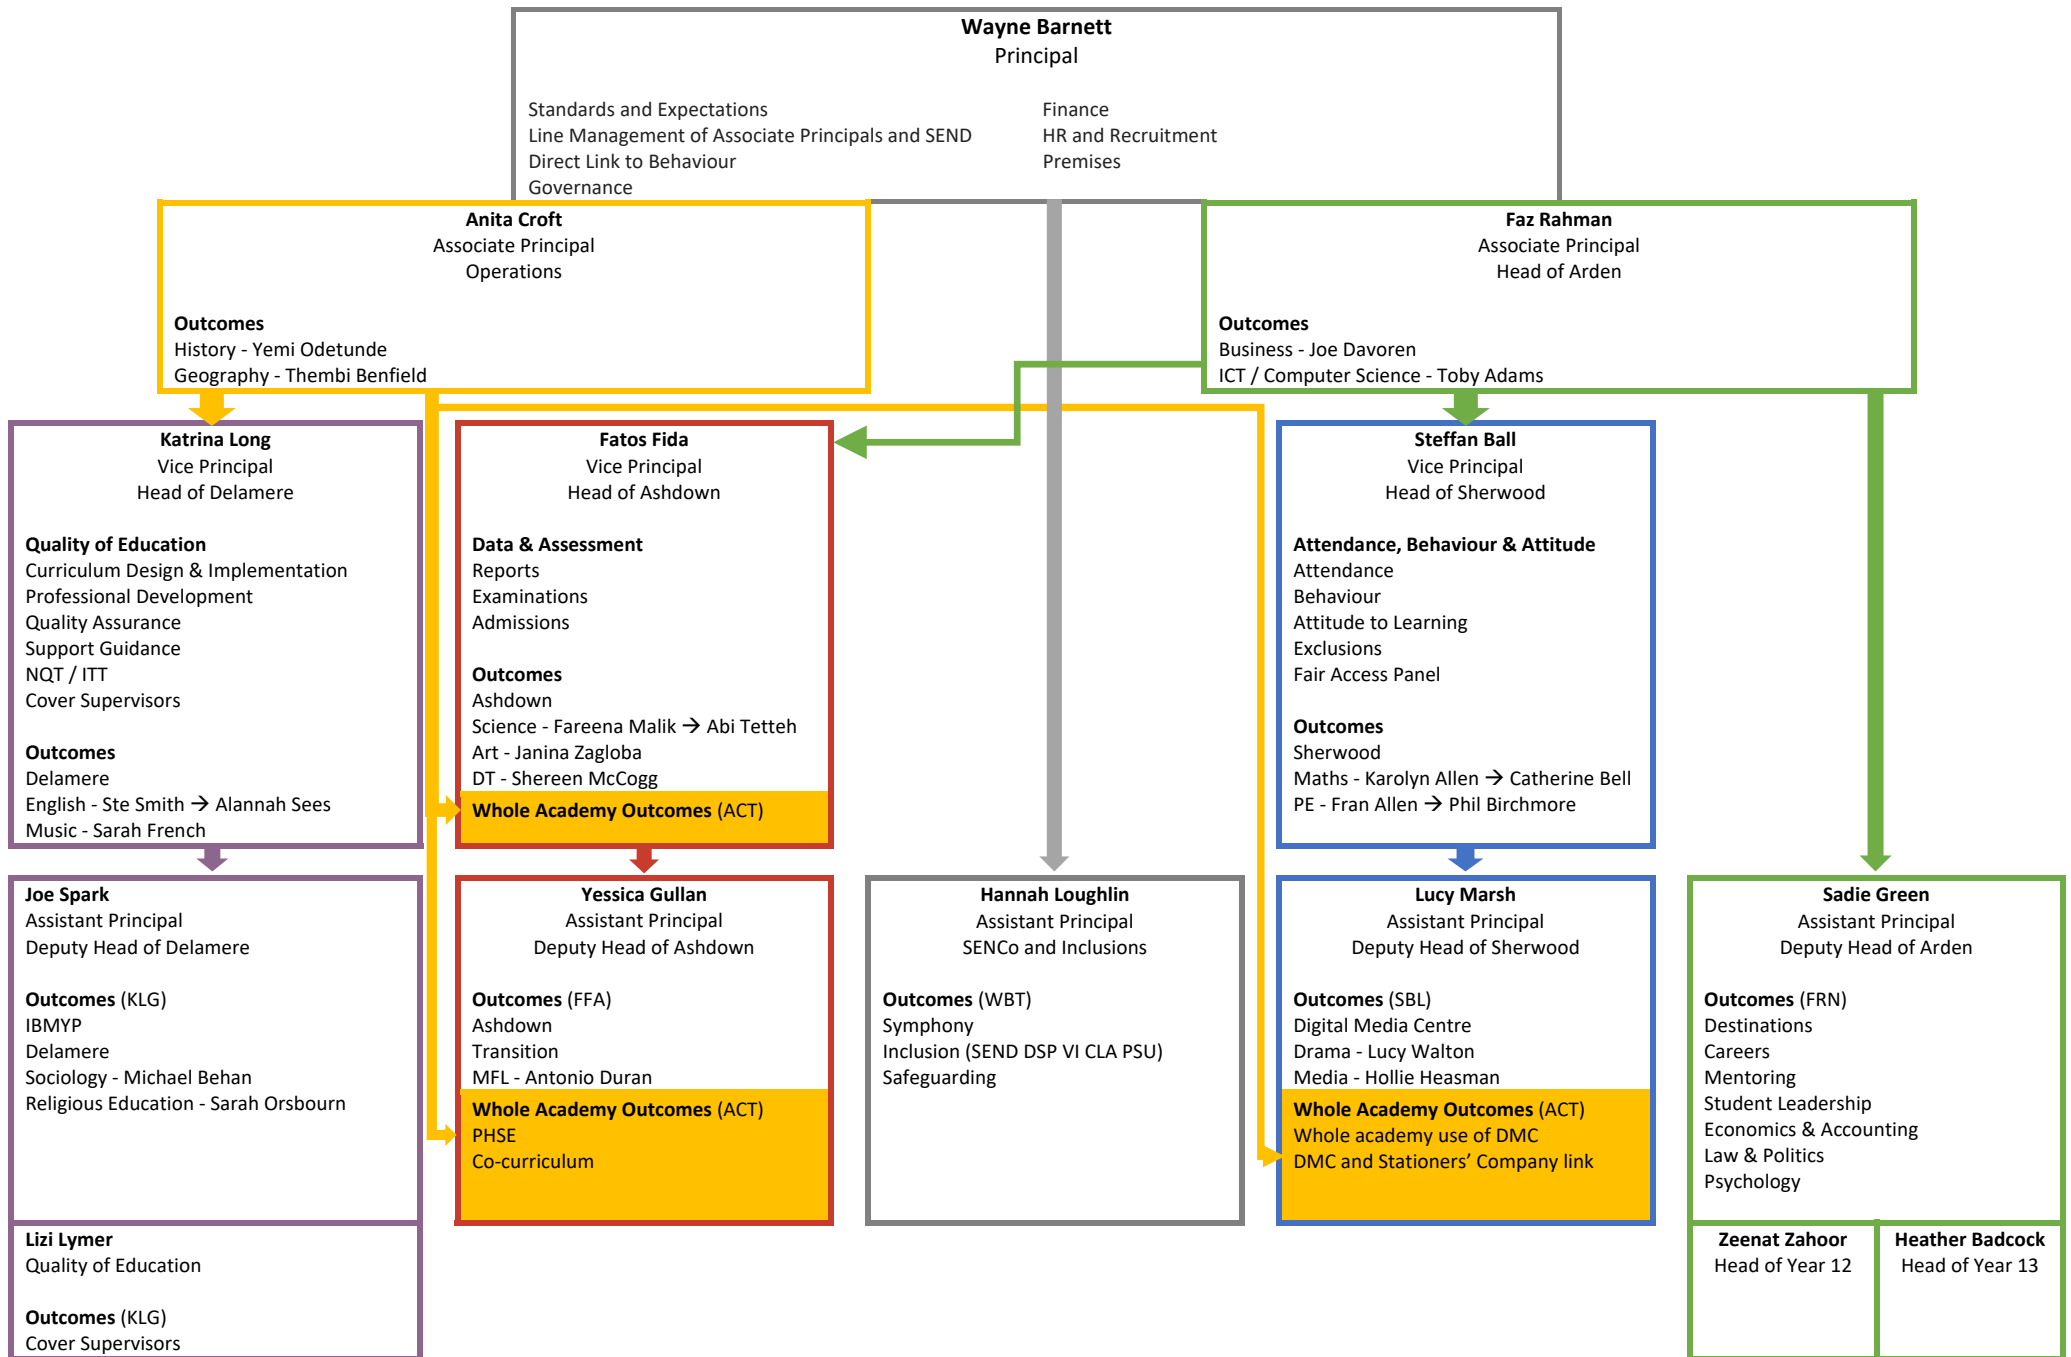 Wayne Barnett
Principal
Standards and Expectations
Line Management of Associate Principals and SEND
Direct Link to Behaviour
Governance
Finance
HR and Recruitment
Premises
Anita Croft
Associate Principal
Operations
Outcomes
History - Yemi Odetunde
Geography - Thembi Benfield
Faz Rahman
Associate Principal
Head of Arden
Outcomes
Business - Joe Davoren
ICT / Computer Science - Toby Adams
Katrina Long
Vice Principal
Head of Delamere
Quality of Education
Curriculum Design & Implementation
Professional Development
Quality Assurance
Support Guidance
NQT / ITT
Cover Supervisors
Outcomes
Delamere
English - Ste Smith → Alannah Sees
Music - Sarah French
Fatos Fida
Vice Principal
Head of Ashdown
Data & Assessment
Reports
Examinations
Admissions
Outcomes
Ashdown
Science - Fareena Malik → Abi Tetteh
Art - Janina Zagloba
DT - Shereen McCogg
Whole Academy Outcomes (ACT)
Steffan Ball
Vice Principal
Head of Sherwood
Attendance, Behaviour & Attitude
Attendance
Behaviour
Attitude to Learning
Exclusions
Fair Access Panel
Outcomes
Sherwood
Maths - Karolyn Allen → Catherine Bell
PE - Fran Allen → Phil Birchmore
Joe Spark
Assistant Principal
Deputy Head of Delamere
Outcomes (KLG)
IBMYP
Delamere
Sociology - Michael Behan
Religious Education - Sarah Orsbourn
Lizi Lymer
Quality of Education
Outcomes (KLG)
Cover Supervisors
Yessica Gullan
Assistant Principal
Deputy Head of Ashdown
Outcomes (FFA)
Ashdown
Transition
MFL - Antonio Duran
Whole Academy Outcomes (ACT)
PHSE
Co-curriculum
Hannah Loughlin
Assistant Principal
SENCo and Inclusions
Outcomes (WBT)
Symphony
Inclusion (SEND DSP VI CLA PSU)
Safeguarding
Lucy Marsh
Assistant Principal
Deputy Head of Sherwood
Outcomes (SBL)
Digital Media Centre
Drama - Lucy Walton
Media - Hollie Heasman
Whole Academy Outcomes (ACT)
Whole academy use of DMC
DMC and Stationers’ Company link
Sadie Green
Assistant Principal
Deputy Head of Arden
Outcomes (FRN)
Destinations
Careers
Mentoring
Student Leadership
Economics & Accounting
Law & Politics
Psychology
Zeenat Zahoor
Head of Year 12
Heather Badcock
Head of Year 13